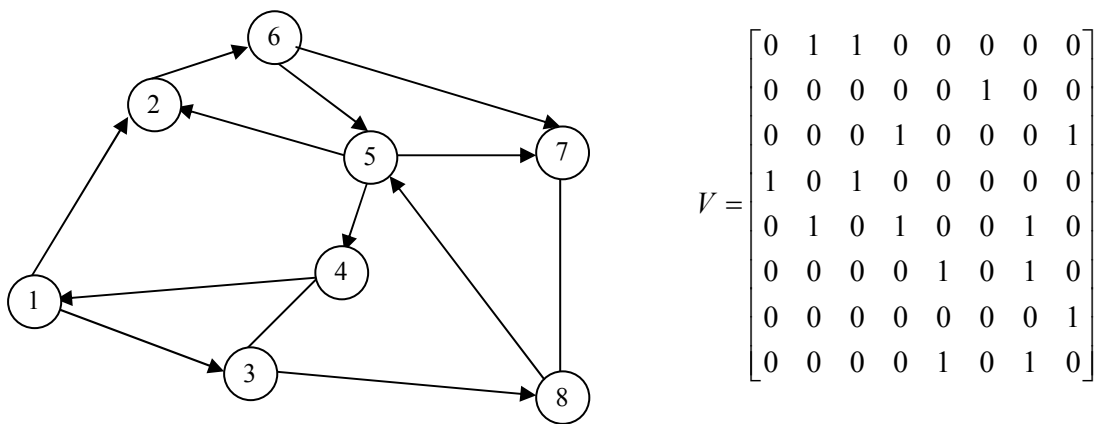 6
2
5
7
4
1
3
8
V =
0 1 1 0 0 0 0 0
0 0 0 0 0 1 0 0
0 0 0 1 0 0 0 1
1 0 1 0 0 0 0 0
0 1 0 1 0 0 1 0
0 0 0 0 1 0 1 0
0 0 0 0 0 0 0 1
0 0 0 0 1 0 1 0